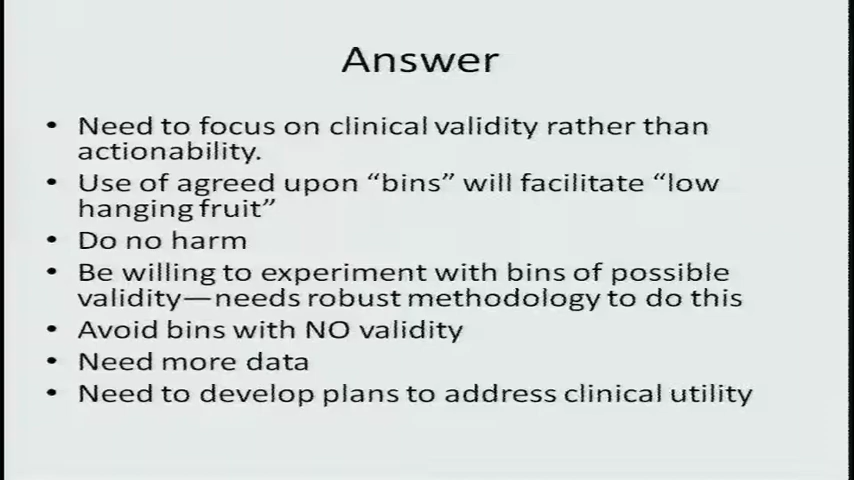 Answer
• Need to focus on clinical validity rather than
actionability.
• Use of agreed upon “bins” will facilitate “low
hanging fruit”
• Do no harm
• Be willing to experiment with bins of possible
validity—needs robust methodology to do this
• Avoid bins with NO validity
• Need more data
• Need to develop plans to address clinical utility